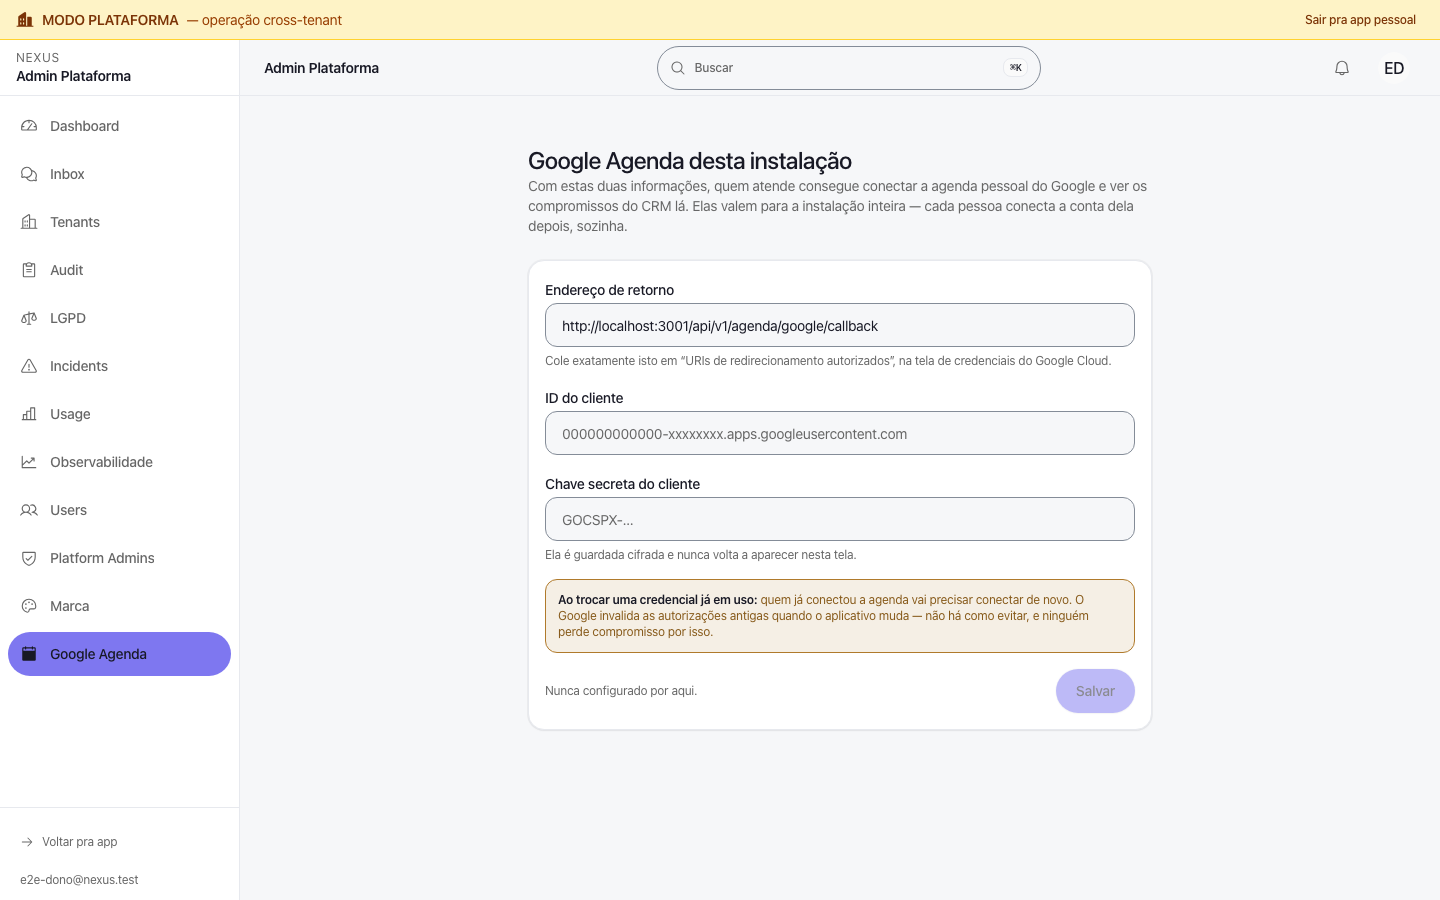 MODO PLATAFORMA — operação cross-tenant
Sair pra app pessoal
NEXUS
Admin Plataforma
Admin Plataforma
Buscar
⌘K
ED
Dashboard
Inbox
Tenants
Audit
LGPD
Incidents
Usage
Observabilidade
Users
Platform Admins
Marca
Google Agenda
Voltar pra app
e2e-dono@nexus.test
Google Agenda desta instalação
Com estas duas informações, quem atende consegue conectar a agenda pessoal do Google e ver os
compromissos do CRM lá. Elas valem para a instalação inteira — cada pessoa conecta a conta dela
depois, sozinha.
Endereço de retorno
http://localhost:3001/api/v1/agenda/google/callback
Cole exatamente isto em “URIs de redirecionamento autorizados”, na tela de credenciais do Google Cloud.
ID do cliente
000000000000-xxxxxxxx.apps.googleusercontent.com
Chave secreta do cliente
GOCSPX-...
Ela é guardada cifrada e nunca volta a aparecer nesta tela.
Ao trocar uma credencial já em uso: quem já conectou a agenda vai precisar conectar de novo. O
Google invalida as autorizações antigas quando o aplicativo muda — não há como evitar, e ninguém
perde compromisso por isso.
Nunca configurado por aqui.
Salvar